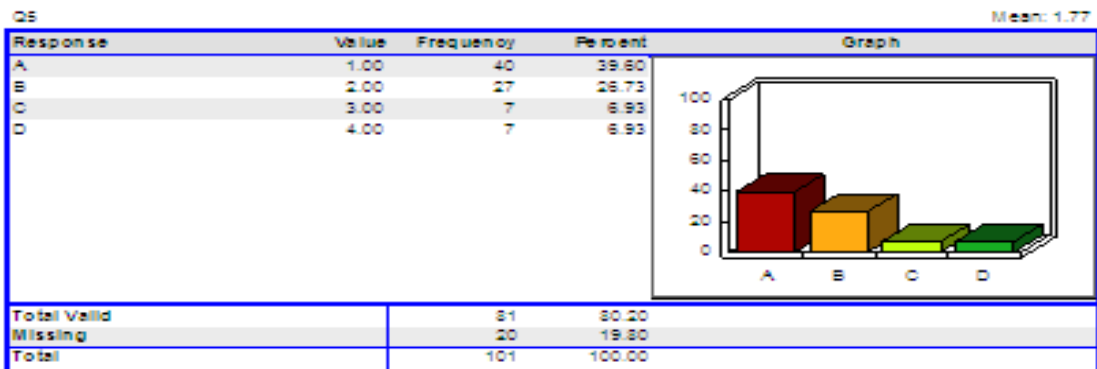 Q5 Mean: 1.77
Response Value Frequency Percent Graph
A 1.00 40 39.60
B 2.00 27 26.73
C 3.00 7 6.93
D 4.00 7 6.93
100
80
60
40
20
0
A B C D
Total Valid 81 80.20
Missing 20 19.80
Total 101 100.00